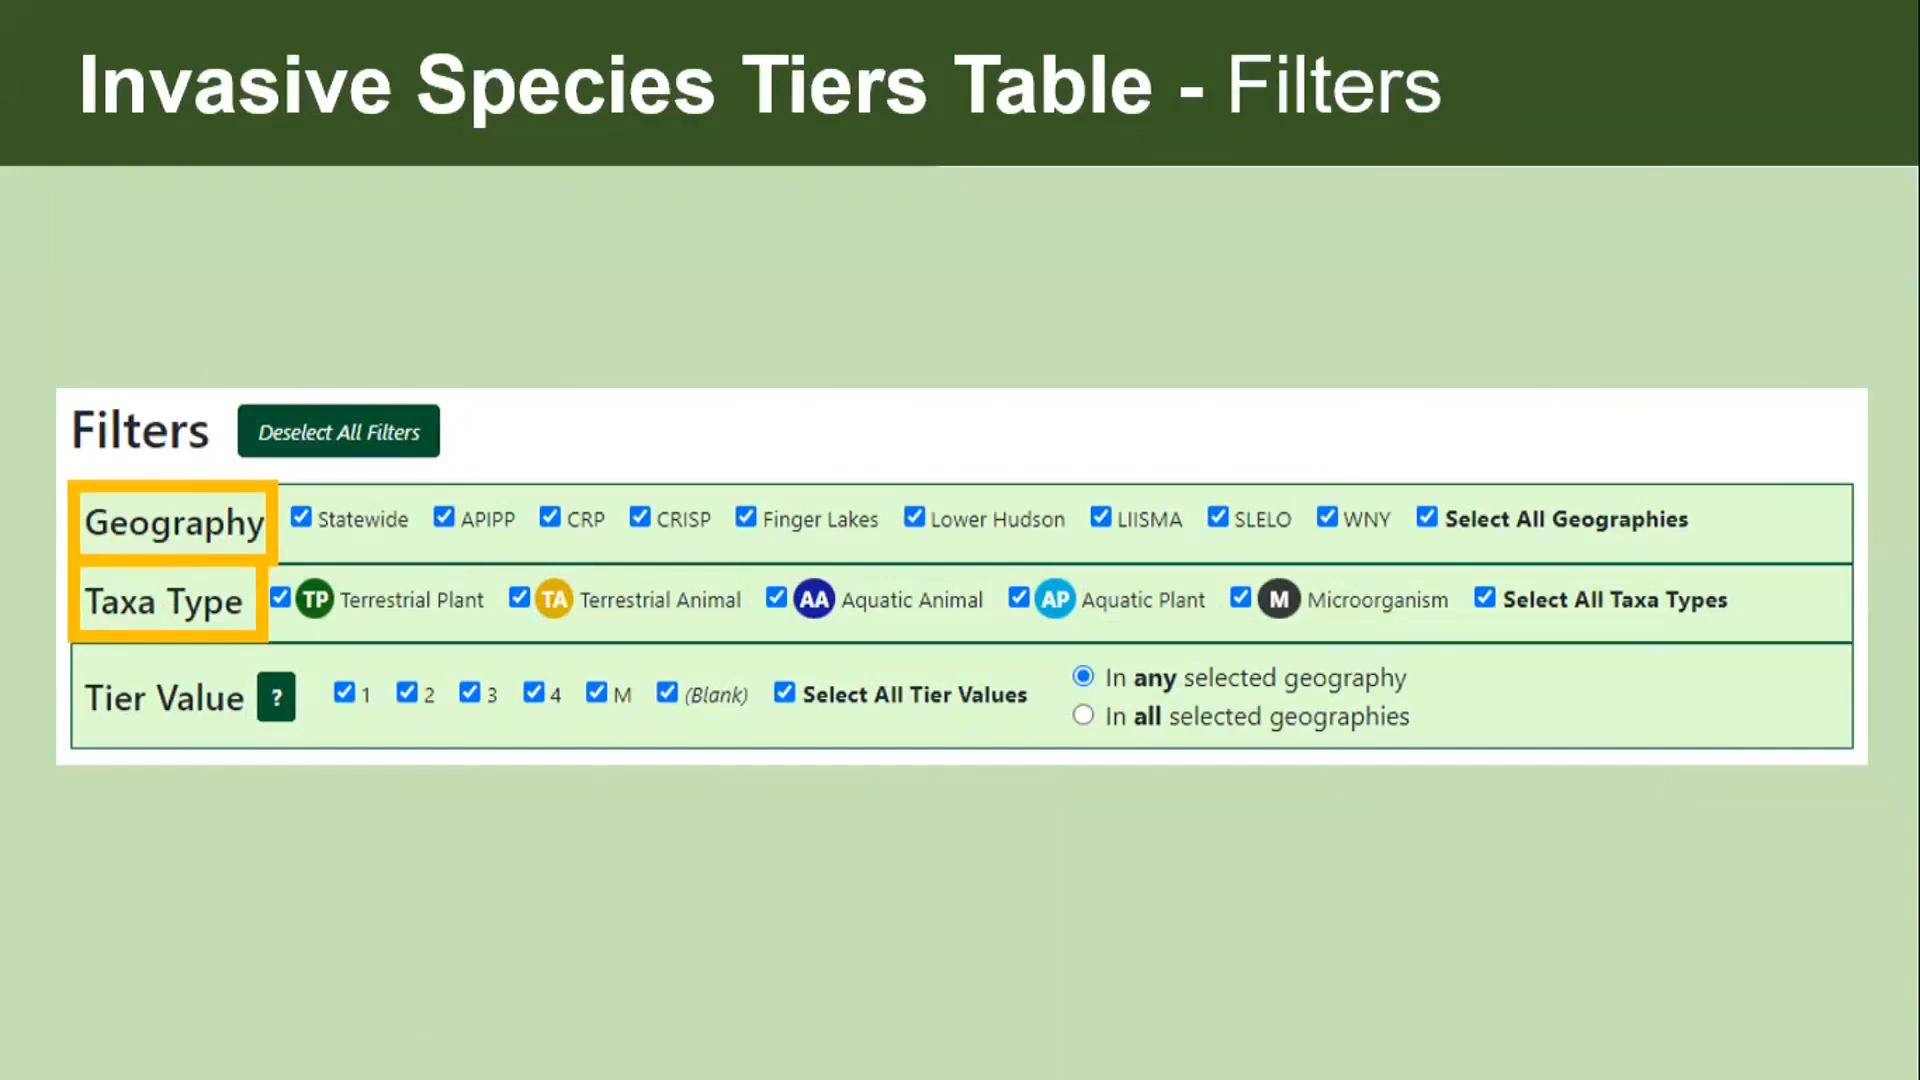 Invasive Species Tiers Table - Filters
Filters Deselect All Filters
Geography Statewide APIPP CRP CRISP Finger Lakes Lower Hudson LIISMA SLELO WNY Select All Geographies
Taxa Type TP Terrestrial Plant TA Terrestrial Animal AA Aquatic Animal AP Aquatic Plant M Microorganism Select All Taxa Types
Tier Value ? 1 2 3 4 M (Blank) Select All Tier Values
In any selected geography
In all selected geographies